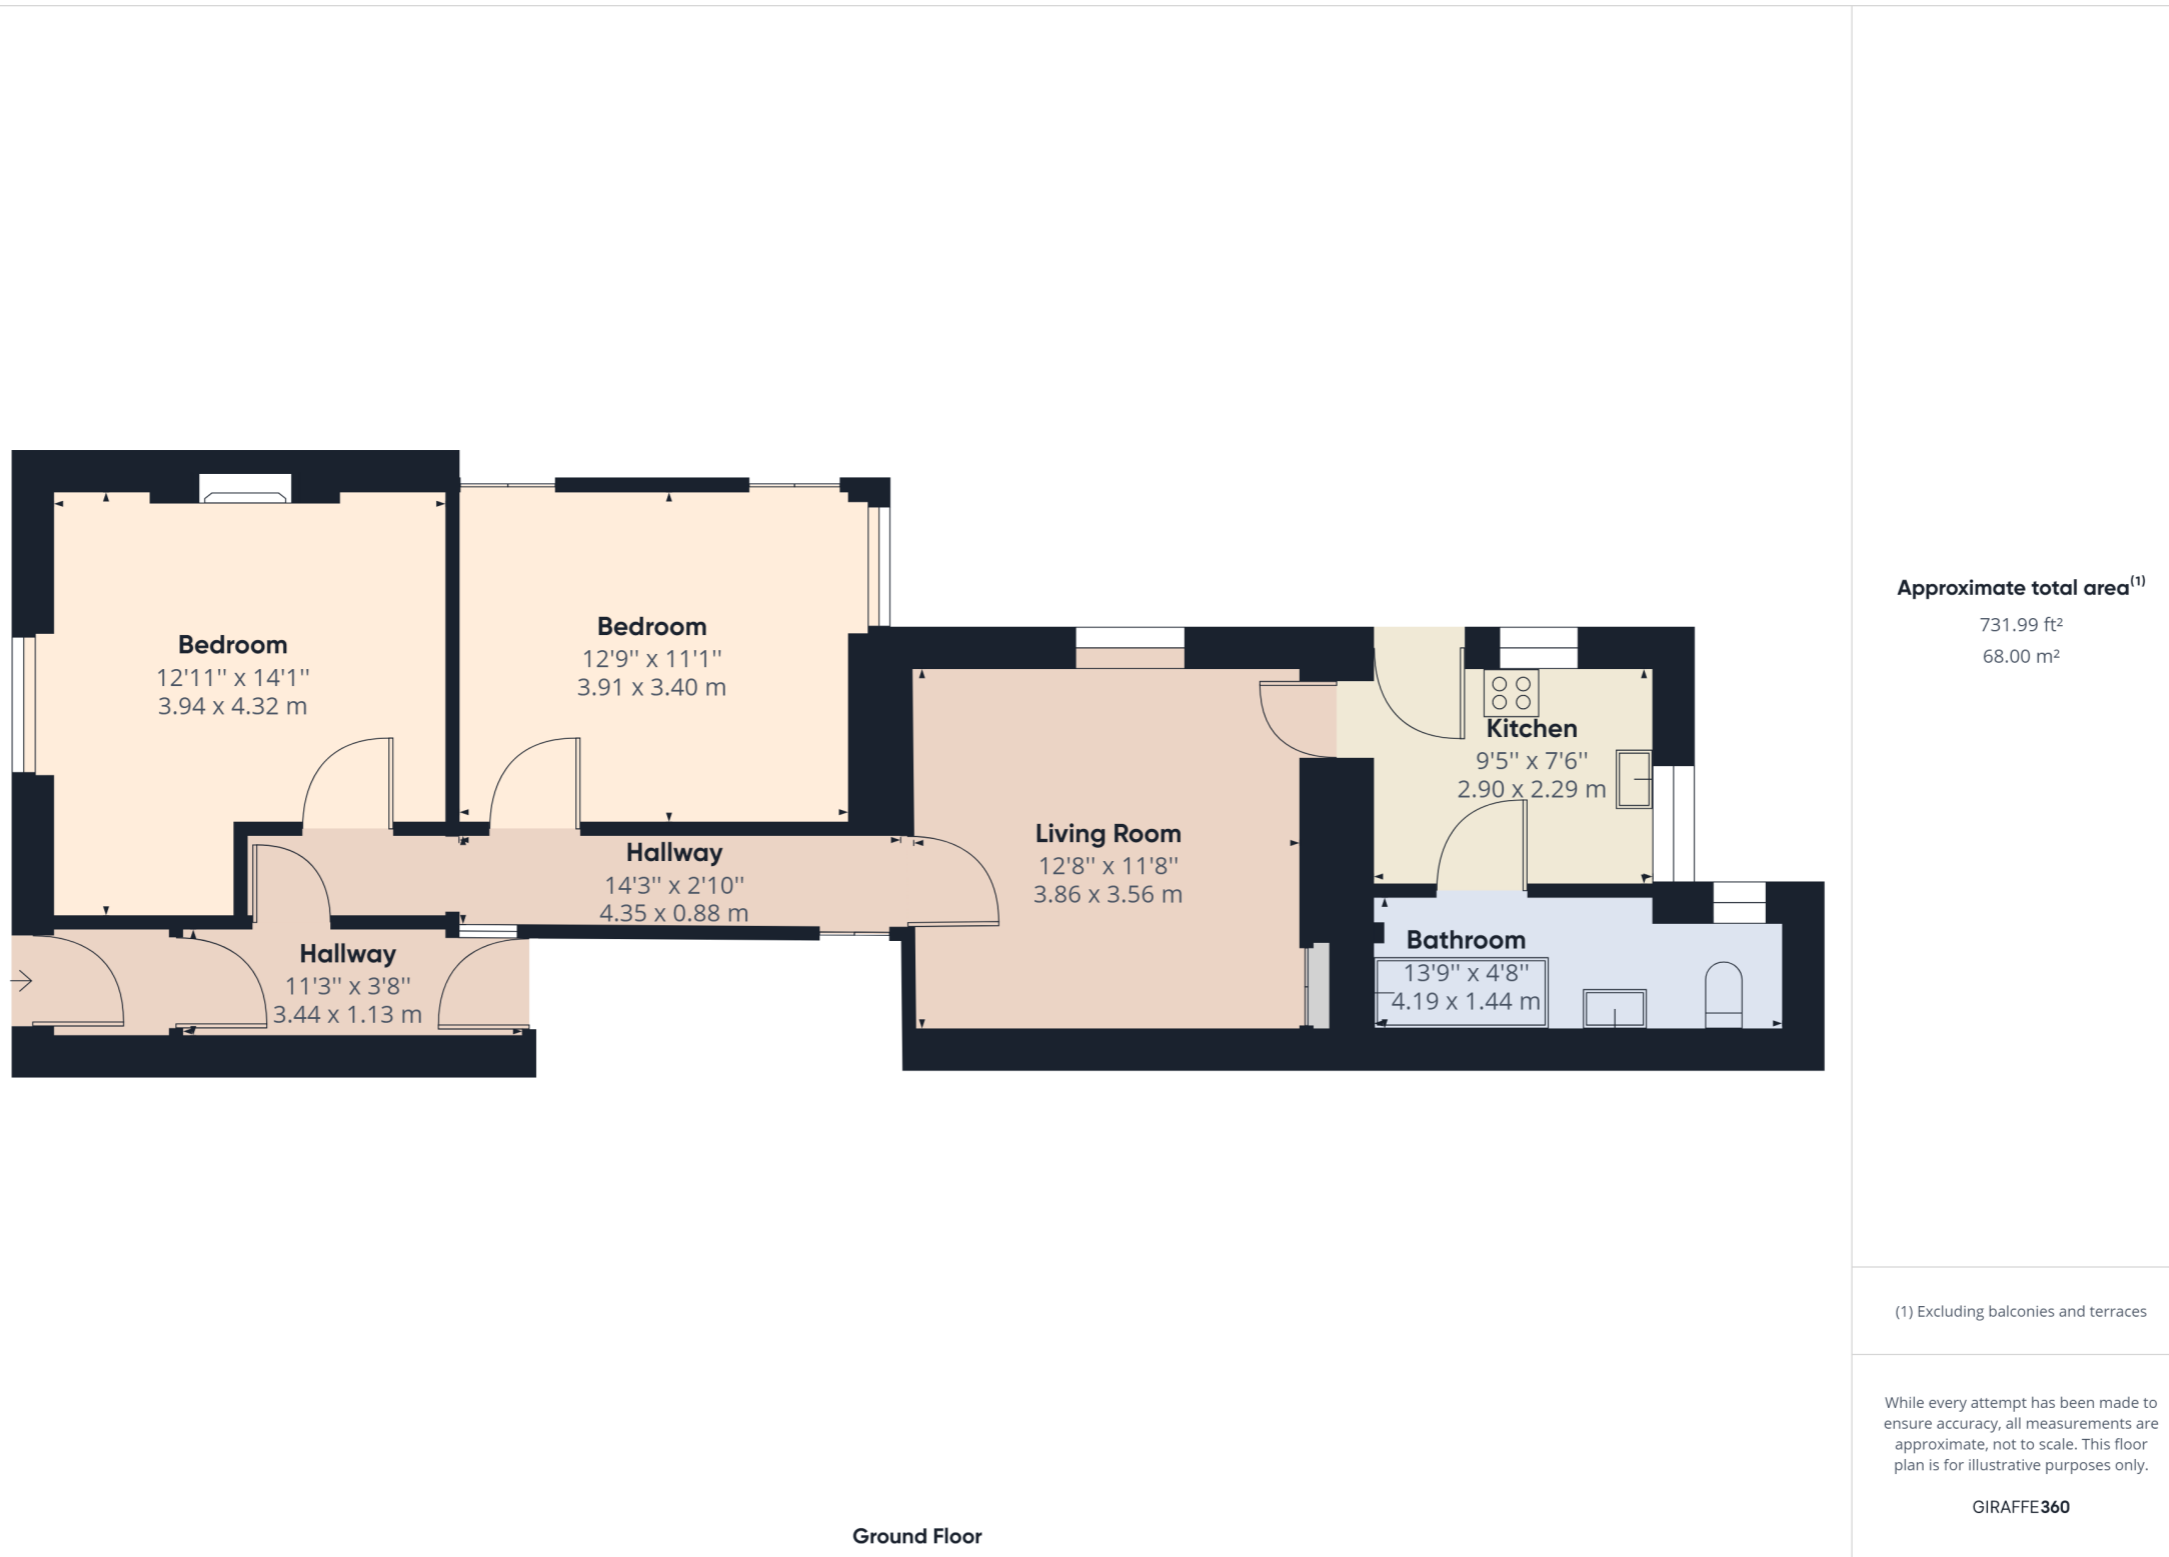 Bedroom
12'11'' x 14'1''
3.94 x 4.32 m
Bedroom
12'9'' x 11'1''
3.91 x 3.40 m
Hallway
14'3'' x 2'10''
4.35 x 0.88 m
Hallway
11'3'' x 3'8''
3.44 x 1.13 m
Living Room
12'8'' x 11'8''
3.86 x 3.56 m
Kitchen
9'5'' x 7'6''
2.90 x 2.29 m
Bathroom
13'9'' x 4'8''
4.19 x 1.44 m
Ground Floor
Approximate total area(1)
731.99 ft²
68.00 m²
(1) Excluding balconies and terraces
While every attempt has been made to
ensure accuracy, all measurements are
approximate, not to scale. This floor
plan is for illustrative purposes only.
GIRAFFE360